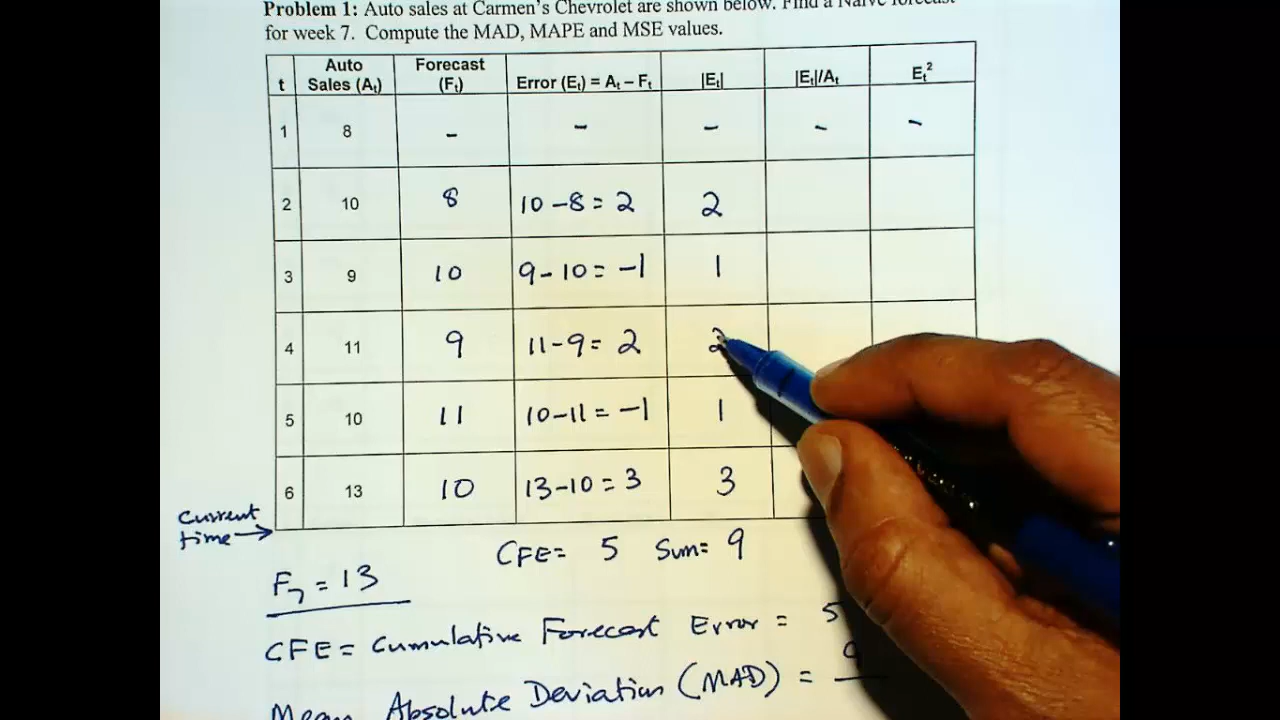 Problem 1: Auto sales at Carmen's Chevrolet are shown below. Find a Naive forecast
for week 7. Compute the MAD, MAPE and MSE values.
t Auto Sales (At) Forecast (Ft) Error (Et) = At – Ft |Et| |Et|/At Et²
1 8 - - - - -
2 10 8 10-8=2 2
3 9 10 9-10=-1 1
4 11 9 11-9=2 2
5 10 11 10-11=-1 1
6 13 10 13-10=3 3
Current
time→
CFE= 5 Sum= 9
F7=13
CFE= Cumulative Forecast Error = 5
Mean Absolute Deviation (MAD) = 9